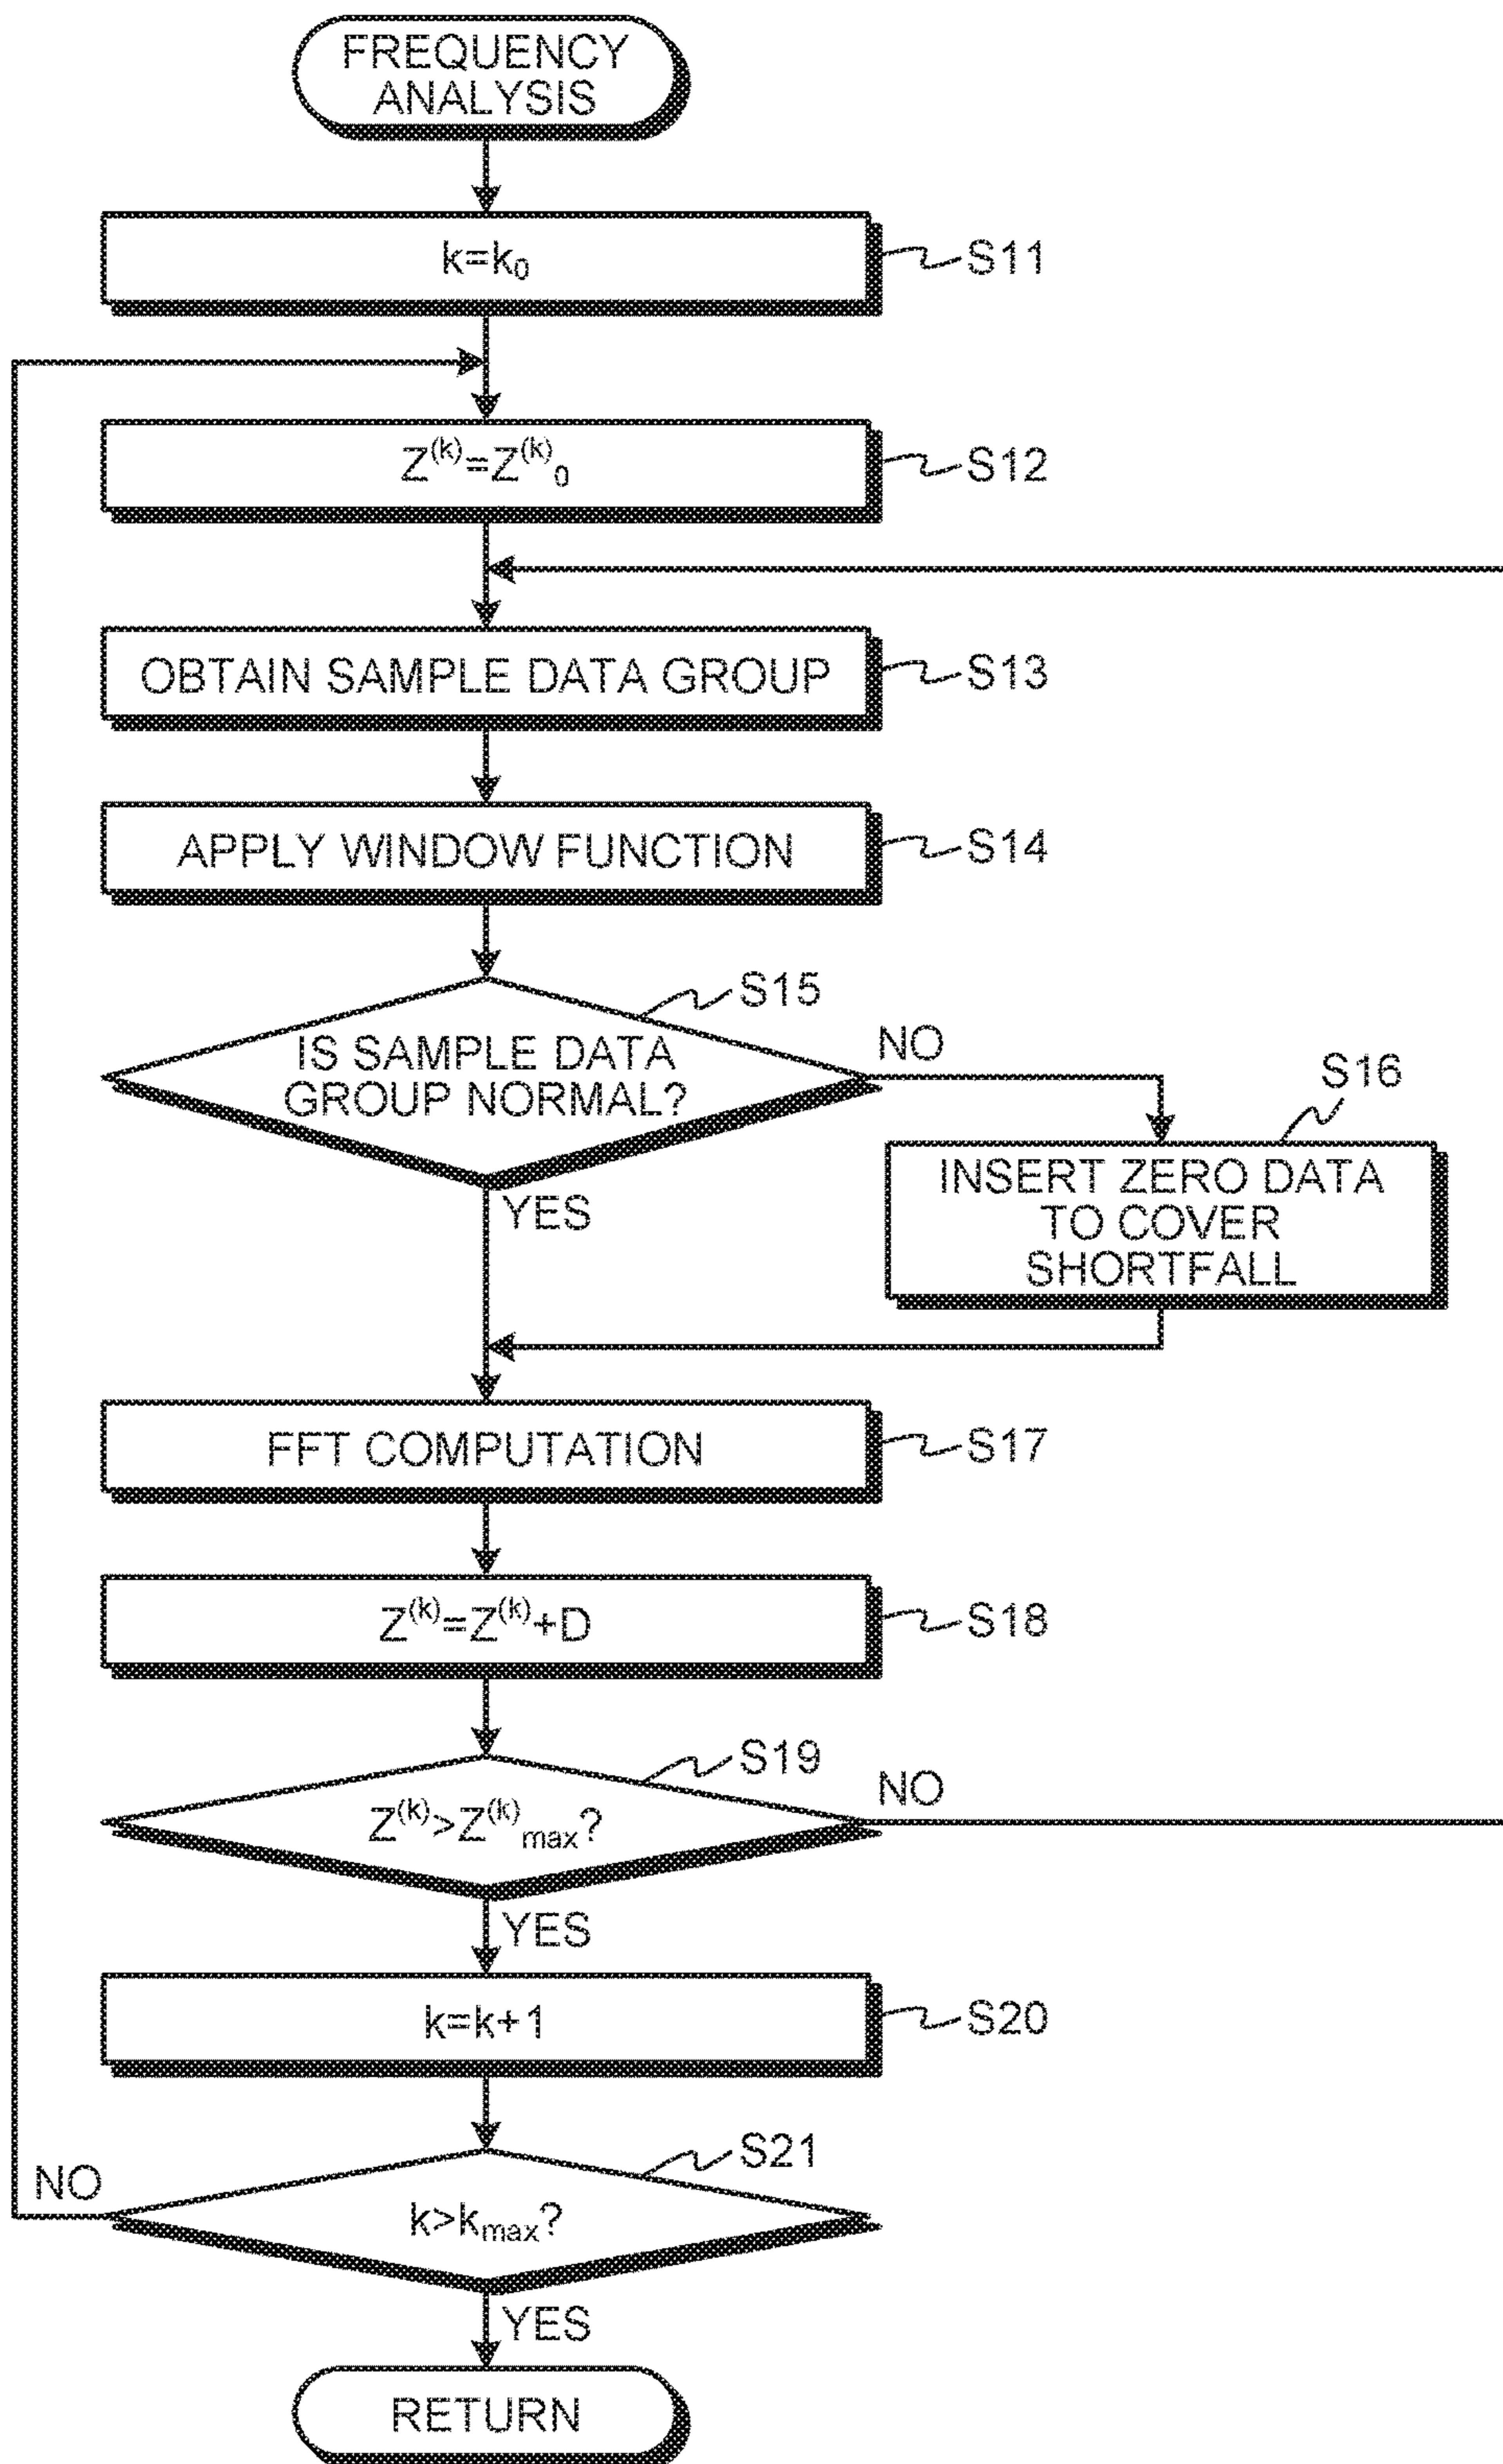 FREQUENCY
ANALYSIS
k=k₀
S11
Z⁽ᵏ⁾=Z⁽ᵏ⁾₀
S12
OBTAIN SAMPLE DATA GROUP
S13
APPLY WINDOW FUNCTION
S14
S15
IS SAMPLE DATA
GROUP NORMAL?
NO
YES
S16
INSERT ZERO DATA
TO COVER
SHORTFALL
FFT COMPUTATION
S17
Z⁽ᵏ⁾=Z⁽ᵏ⁾+D
S18
S19
Z⁽ᵏ⁾>Z⁽ᵏ⁾max?
NO
YES
k=k+1
S20
S21
NO
k>kmax?
YES
RETURN